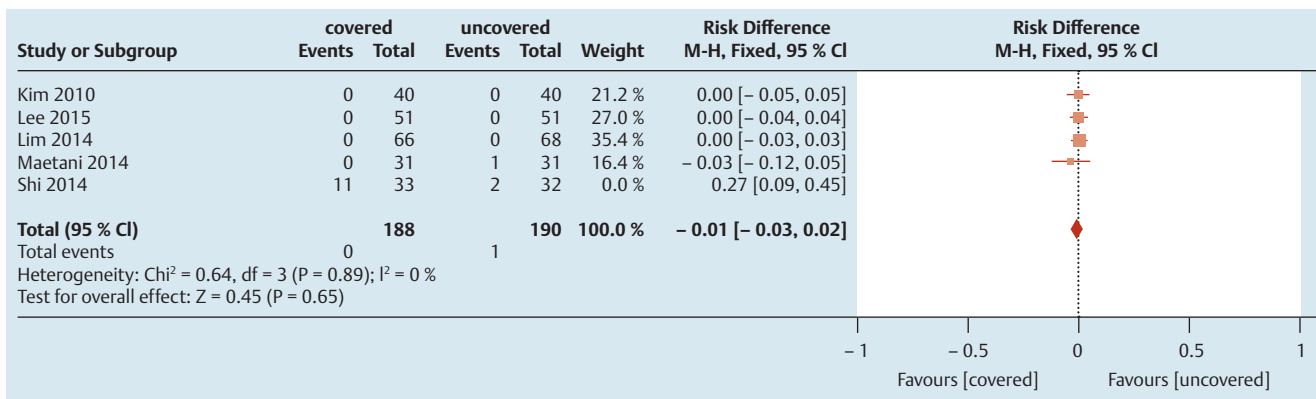 covered uncovered Risk Difference Risk Difference
Study or Subgroup Events Total Events Total Weight M-H, Fixed, 95 % CI M-H, Fixed, 95 % CI
Kim 2010 0 40 0 40 21.2 % 0.00 [− 0.05, 0.05]
Lee 2015 0 51 0 51 27.0 % 0.00 [− 0.04, 0.04]
Lim 2014 0 66 0 68 35.4 % 0.00 [− 0.03, 0.03]
Maetani 2014 0 31 1 31 16.4 % − 0.03 [− 0.12, 0.05]
Shi 2014 11 33 2 32 0.0 % 0.27 [0.09, 0.45]
Total (95 % CI) 188 190 100.0 % − 0.01 [− 0.03, 0.02]
Total events 0 1
Heterogeneity: Chi² = 0.64, df = 3 (P = 0.89); I² = 0 %
Test for overall effect: Z = 0.45 (P = 0.65)
− 1 − 0.5 0 0.5 1
Favours [covered] Favours [uncovered]